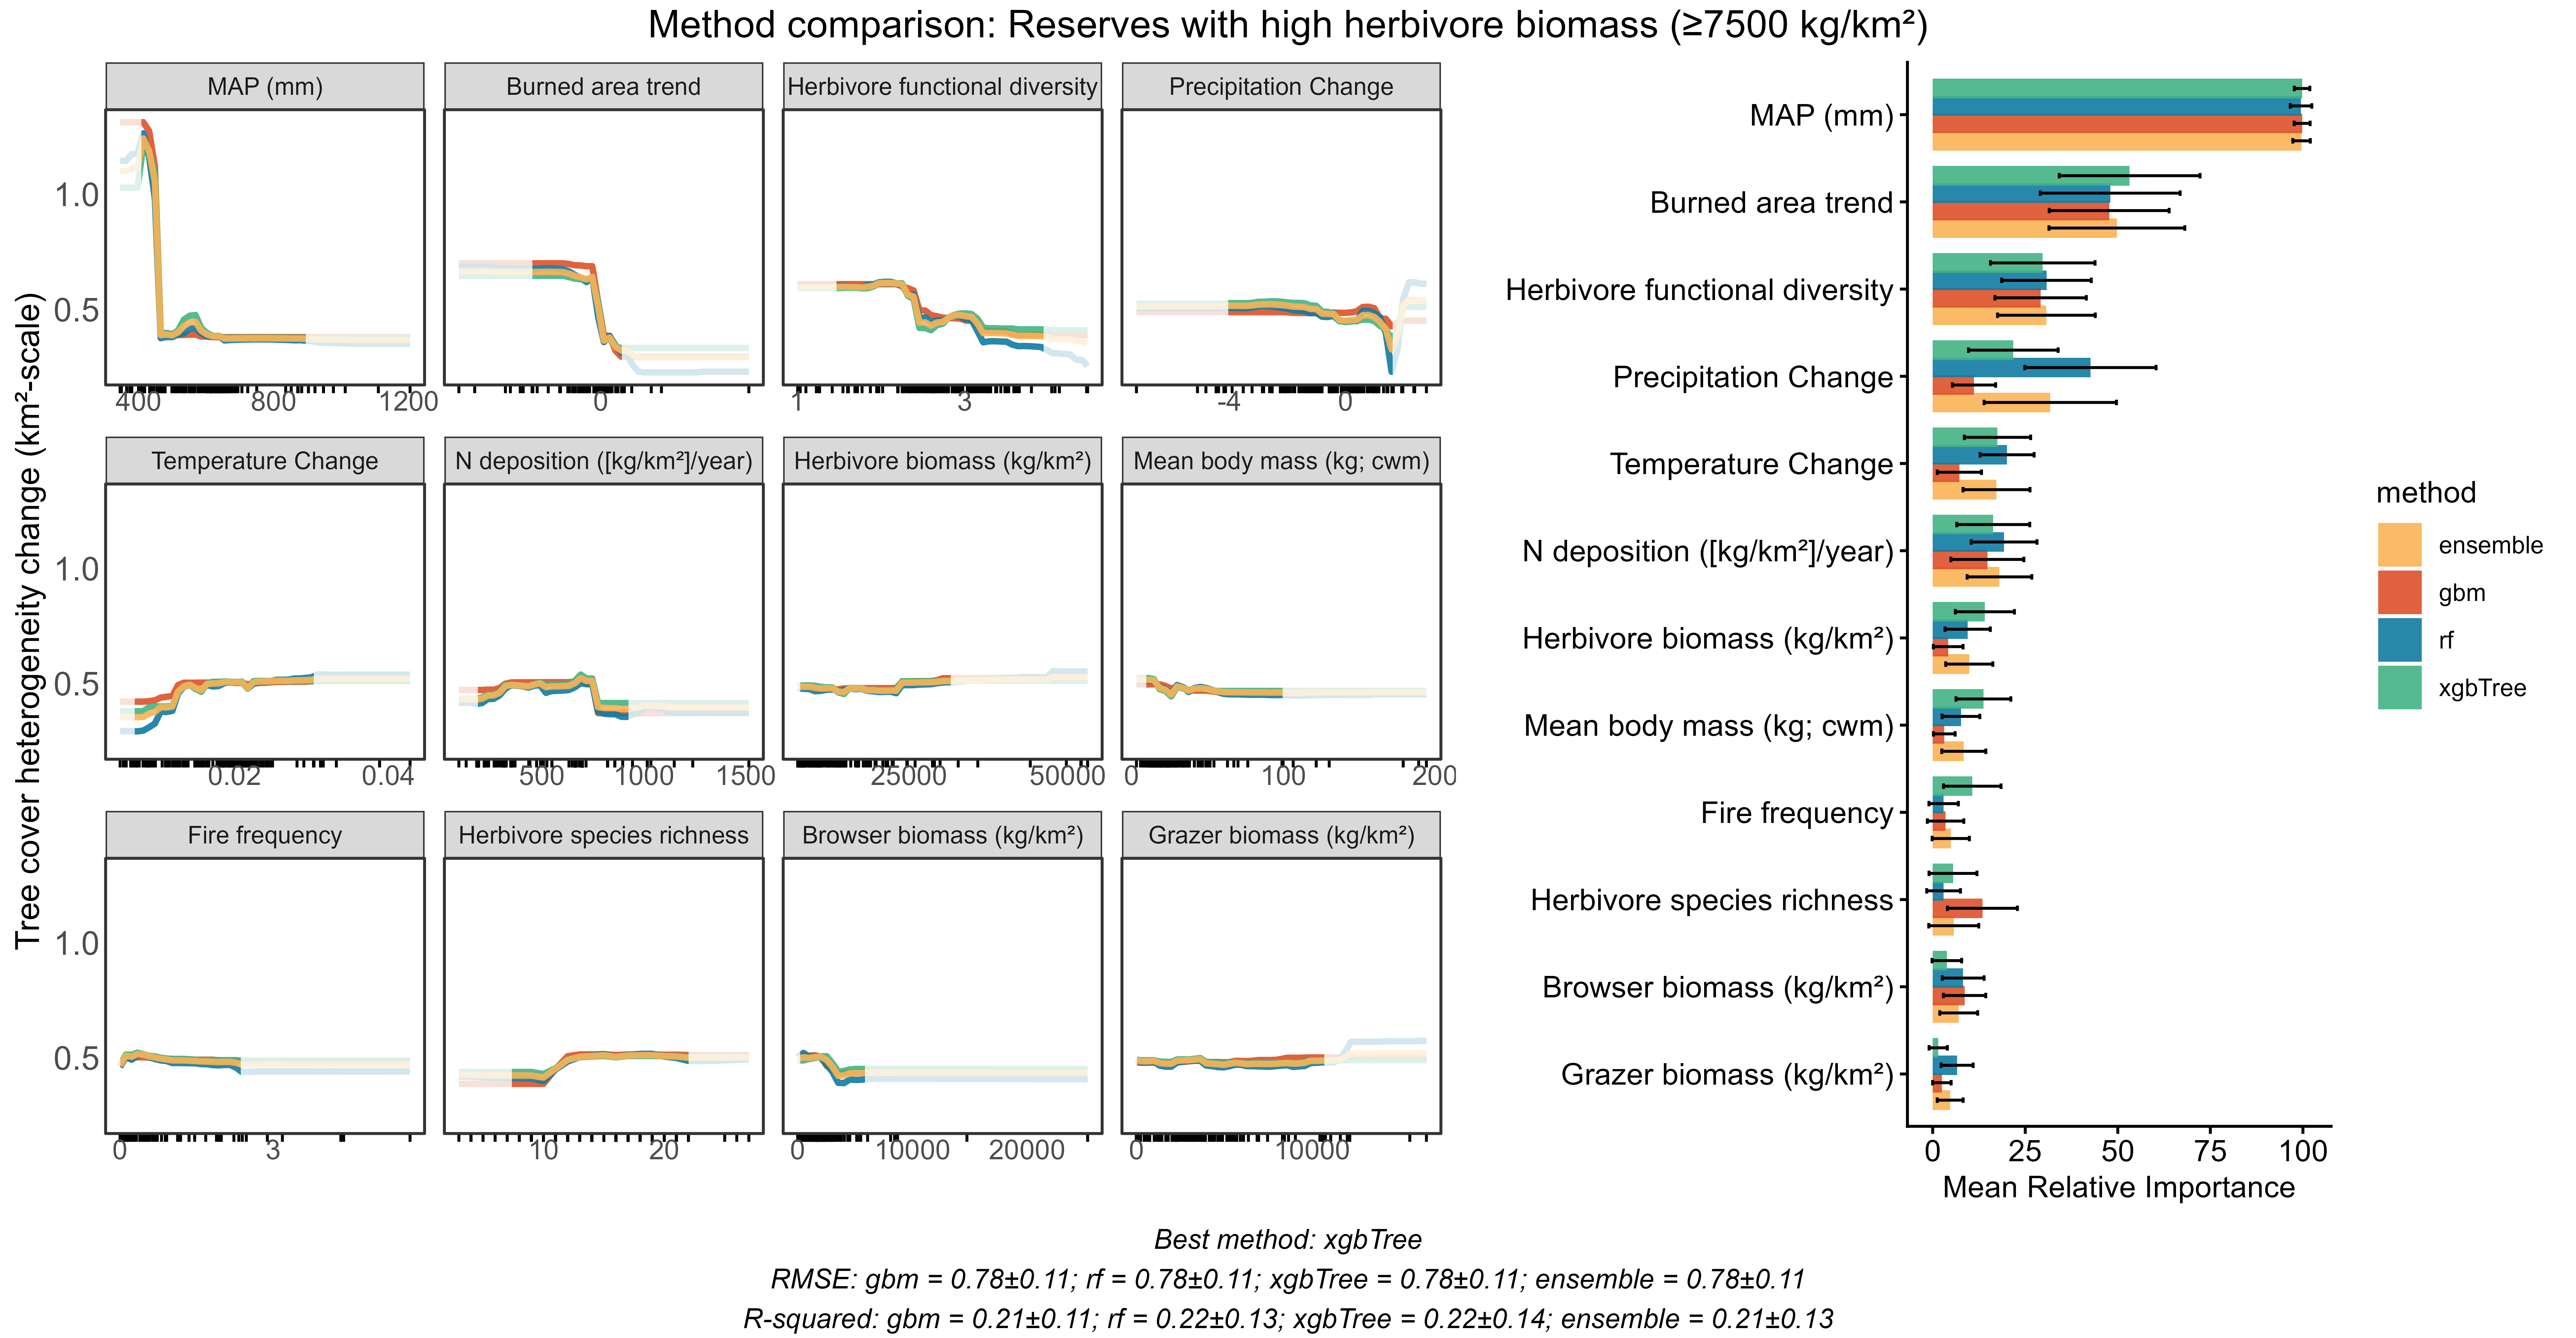 Method comparison: Reserves with high herbivore biomass (≥7500 kg/km²)
Tree cover heterogeneity change (km²-scale)
MAP (mm)
Burned area trend
Herbivore functional diversity
Precipitation Change
1.0
0.5
400 800 1200
0
1 3
-4 0
Temperature Change
N deposition ([kg/km²]/year)
Herbivore biomass (kg/km²)
Mean body mass (kg; cwm)
1.0
0.5
0.02 0.04
500 1000 1500
25000 50000
0 100 200
Fire frequency
Herbivore species richness
Browser biomass (kg/km²)
Grazer biomass (kg/km²)
1.0
0.5
0 3
10 20
0 10000 20000
0 10000
MAP (mm)
Burned area trend
Herbivore functional diversity
Precipitation Change
Temperature Change
N deposition ([kg/km²]/year)
Herbivore biomass (kg/km²)
Mean body mass (kg; cwm)
Fire frequency
Herbivore species richness
Browser biomass (kg/km²)
Grazer biomass (kg/km²)
0 25 50 75 100
Mean Relative Importance
method
ensemble
gbm
rf
xgbTree
Best method: xgbTree
RMSE: gbm = 0.78±0.11; rf = 0.78±0.11; xgbTree = 0.78±0.11; ensemble = 0.78±0.11
R-squared: gbm = 0.21±0.11; rf = 0.22±0.13; xgbTree = 0.22±0.14; ensemble = 0.21±0.13